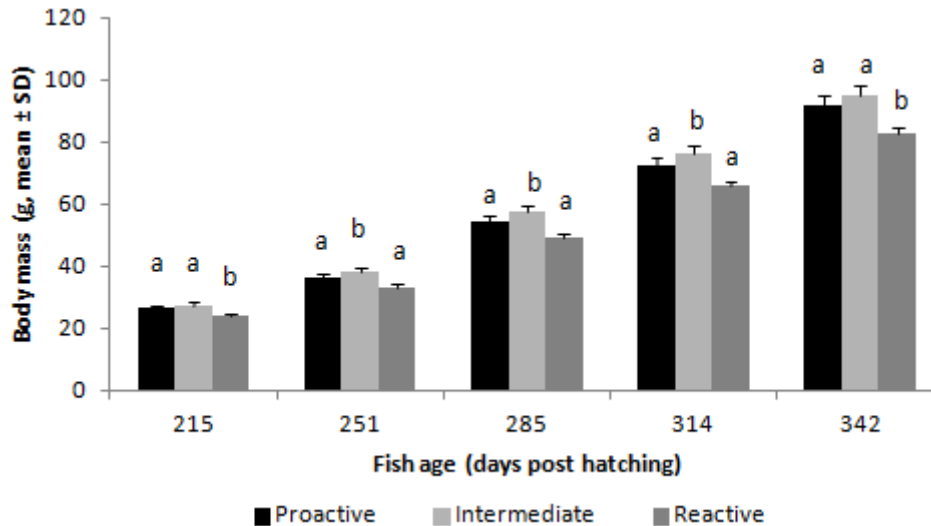 120
100
80
60
40
20
0
Body mass (g, mean ± SD)
a a b
a b a
a b a
a b a
a a b
215 251 285 314 342
Fish age (days post hatching)
Proactive Intermediate Reactive